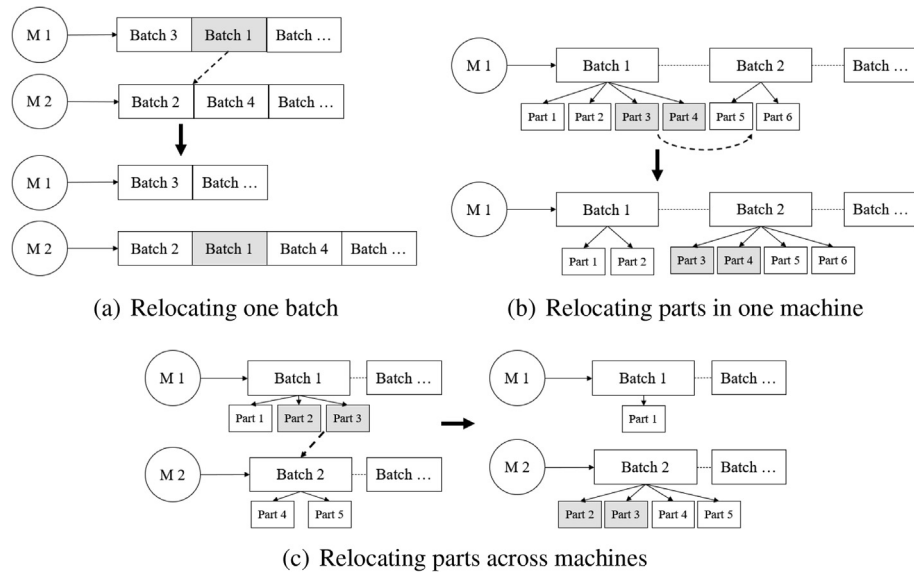 M 1 Batch 3 Batch 1 Batch …
M 2 Batch 2 Batch 4 Batch …
M 1 Batch 3 Batch …
M 2 Batch 2 Batch 1 Batch 4 Batch …
(a) Relocating one batch
M 1 Batch 1 Batch 2 Batch …
Part 1 Part 2 Part 3 Part 4 Part 5 Part 6
M 1 Batch 1 Batch 2 Batch …
Part 1 Part 2 Part 3 Part 4 Part 5 Part 6
(b) Relocating parts in one machine
M 1 Batch 1 Batch …
Part 1 Part 2 Part 3
M 2 Batch 2 Batch …
Part 4 Part 5
M 1 Batch 1 Batch …
Part 1
M 2 Batch 2 Batch …
Part 2 Part 3 Part 4 Part 5
(c) Relocating parts across machines